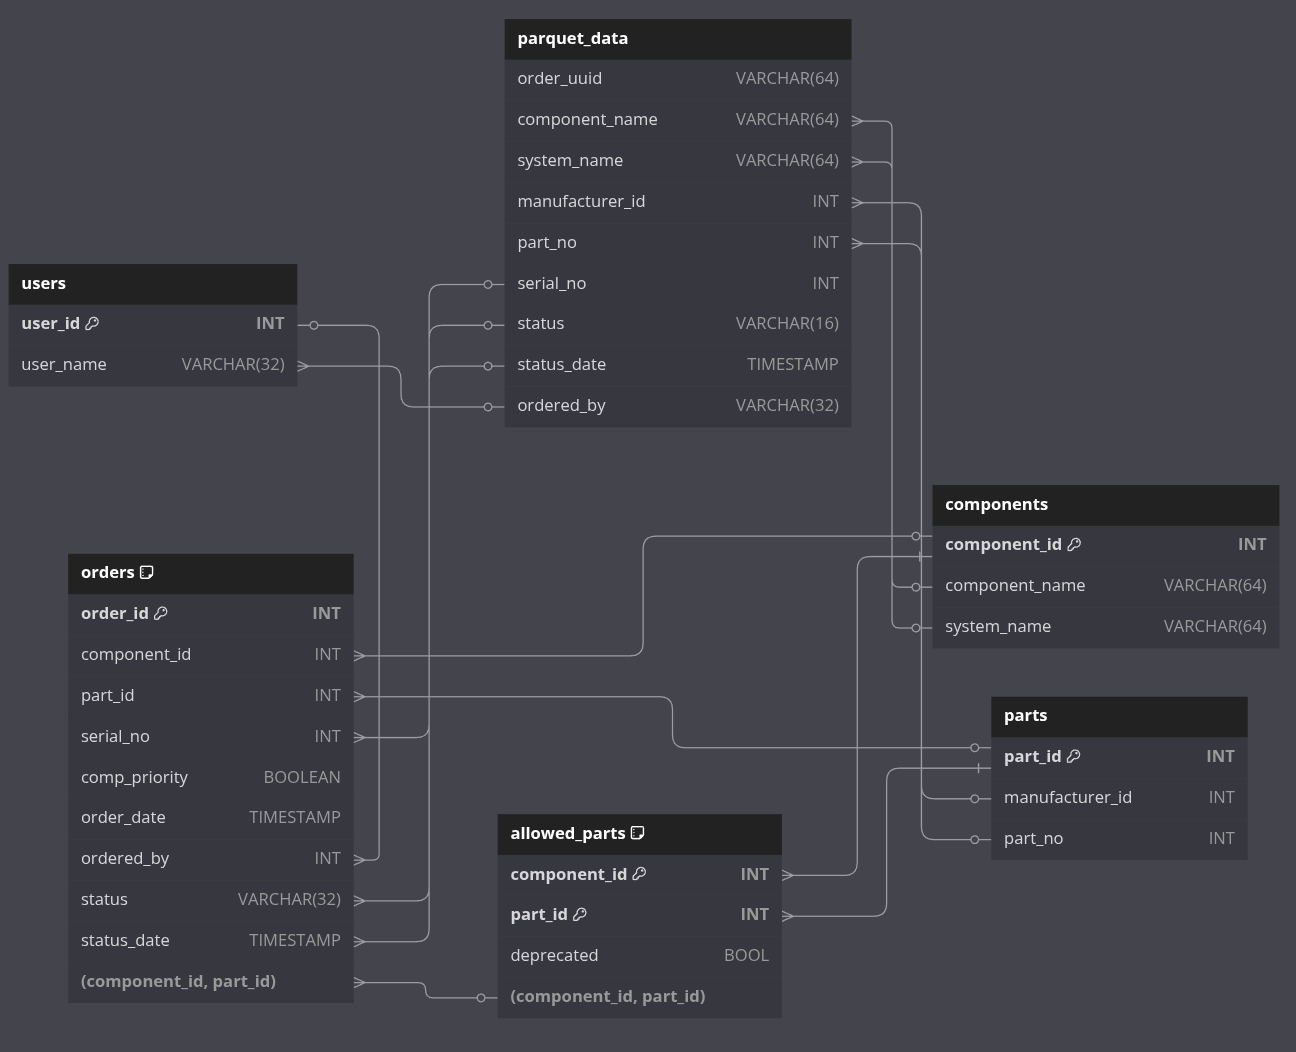 parquet_data
order_uuid VARCHAR(64)
component_name VARCHAR(64)
system_name VARCHAR(64)
manufacturer_id INT
part_no INT
serial_no INT
status VARCHAR(16)
status_date TIMESTAMP
ordered_by VARCHAR(32)
users
user_id INT
user_name VARCHAR(32)
components
component_id INT
component_name VARCHAR(64)
system_name VARCHAR(64)
orders
order_id INT
component_id INT
part_id INT
serial_no INT
comp_priority BOOLEAN
order_date TIMESTAMP
ordered_by INT
status VARCHAR(32)
status_date TIMESTAMP
(component_id, part_id)
parts
part_id INT
manufacturer_id INT
part_no INT
allowed_parts
component_id INT
part_id INT
deprecated BOOL
(component_id, part_id)